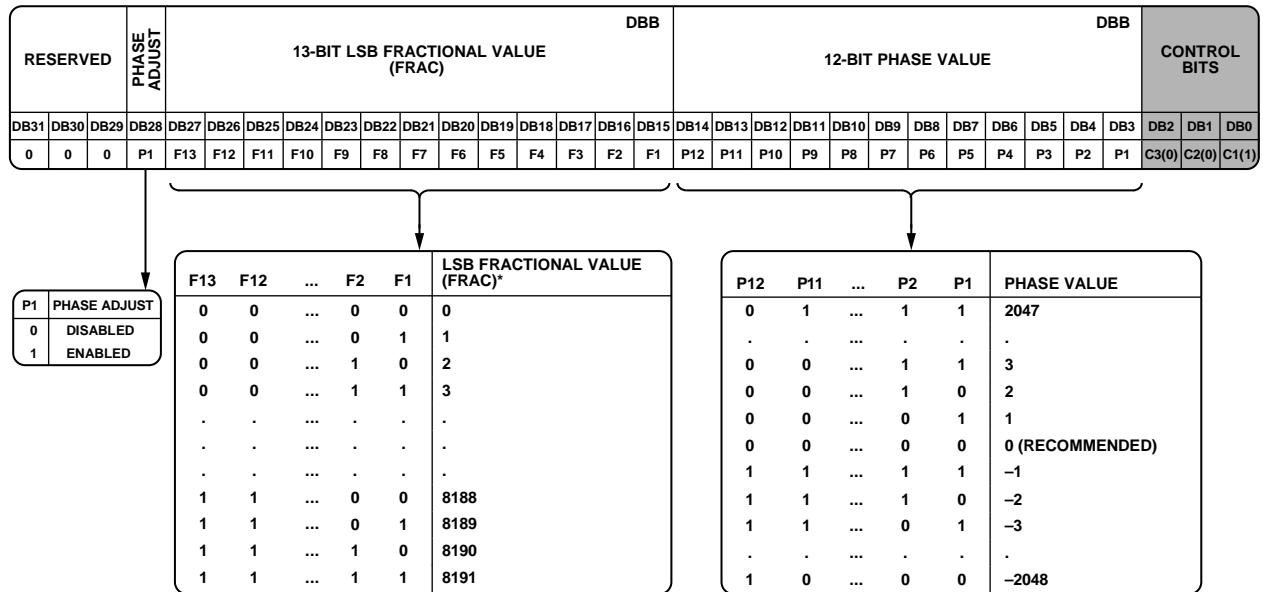 RESERVED
PHASE ADJUST
DBB
13-BIT LSB FRACTIONAL VALUE
(FRAC)
DBB
12-BIT PHASE VALUE
CONTROL
BITS
DB31 DB30 DB29 DB28 DB27 DB26 DB25 DB24 DB23 DB22 DB21 DB20 DB19 DB18 DB17 DB16 DB15 DB14 DB13 DB12 DB11 DB10 DB9 DB8 DB7 DB6 DB5 DB4 DB3 DB2 DB1 DB0
0 0 0 P1 F13 F12 F11 F10 F9 F8 F7 F6 F5 F4 F3 F2 F1 P12 P11 P10 P9 P8 P7 P6 P5 P4 P3 P2 P1 C3(0) C2(0) C1(1)
P1 PHASE ADJUST
0 DISABLED
1 ENABLED
F13 F12 ... F2 F1 LSB FRACTIONAL VALUE (FRAC)*
0 0 ... 0 0 0
0 0 ... 0 1 1
0 0 ... 1 0 2
0 0 ... 1 1 3
. . ... . . .
. . ... . . .
. . ... . . .
1 1 ... 0 0 8188
1 1 ... 0 1 8189
1 1 ... 1 0 8190
1 1 ... 1 1 8191
P12 P11 ... P2 P1 PHASE VALUE
0 1 ... 1 1 2047
. . ... . . .
0 0 ... 1 1 3
0 0 ... 1 0 2
0 0 ... 0 1 1
0 0 ... 0 0 0 (RECOMMENDED)
1 1 ... 1 1 –1
1 1 ... 1 0 –2
1 1 ... 0 1 –3
. . ... . . .
1 0 ... 0 0 –2048